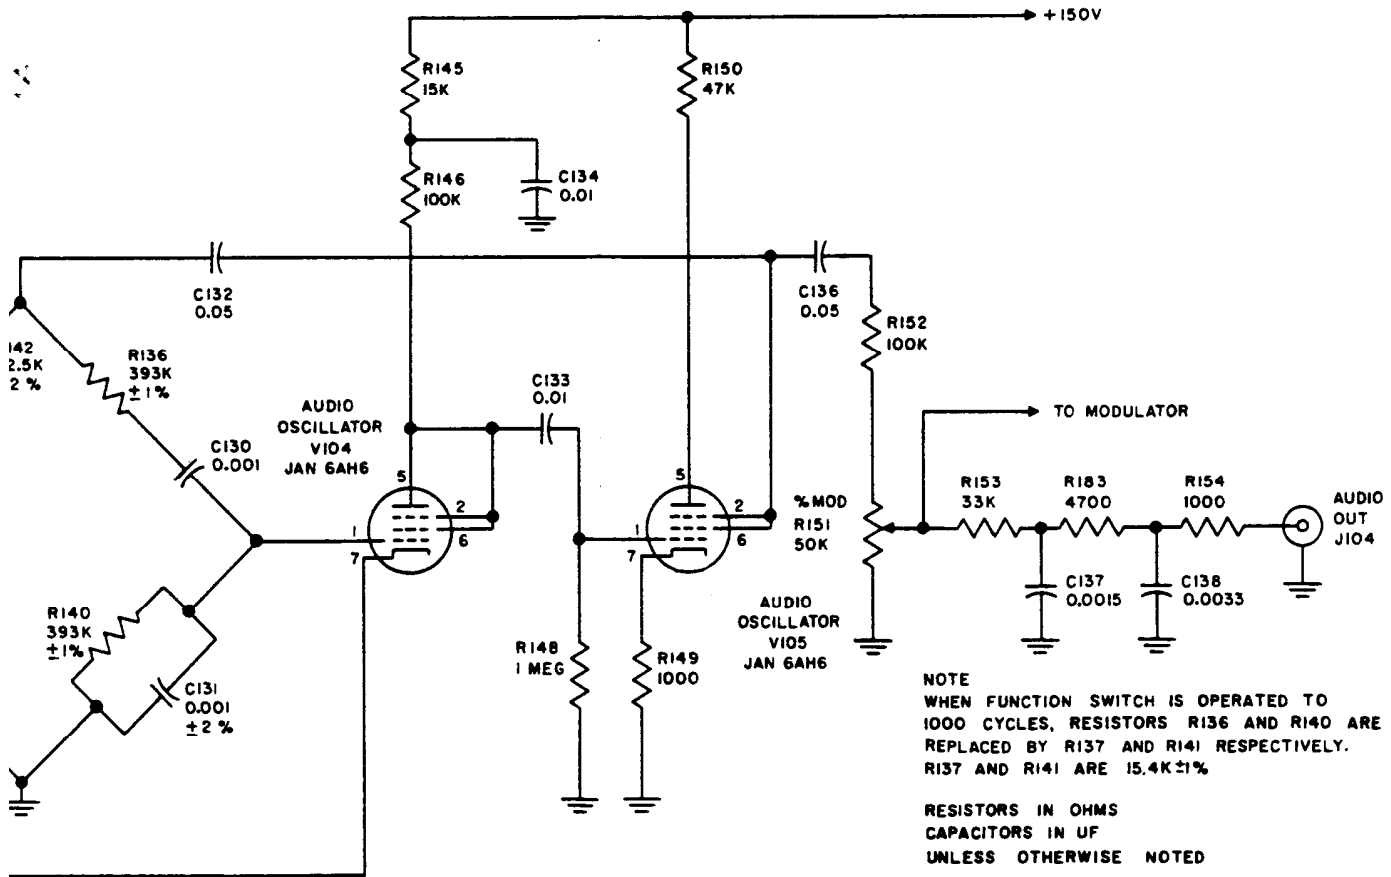 +150V
R145
15K
R150
47K
R146
100K
C134
0.01
C132
0.05
C136
0.05
R152
100K
142
2.5K
2%
R136
393K
±1%
C133
0.01
AUDIO
OSCILLATOR
V104
JAN 6AH6
TO MODULATOR
C130
0.001
5
2
1
6
7
5
2
1
6
7
%MOD
R151
50K
R153
33K
R183
4700
R154
1000
AUDIO
OUT
J104
C137
0.0015
C138
0.0033
R140
393K
±1%
C131
0.001
±2%
R148
1 MEG
R149
1000
AUDIO
OSCILLATOR
V105
JAN 6AH6
NOTE
WHEN FUNCTION SWITCH IS OPERATED TO
1000 CYCLES, RESISTORS R136 AND R140 ARE
REPLACED BY R137 AND R141 RESPECTIVELY.
R137 AND R141 ARE 15.4K±1%
RESISTORS IN OHMS
CAPACITORS IN UF
UNLESS OTHERWISE NOTED